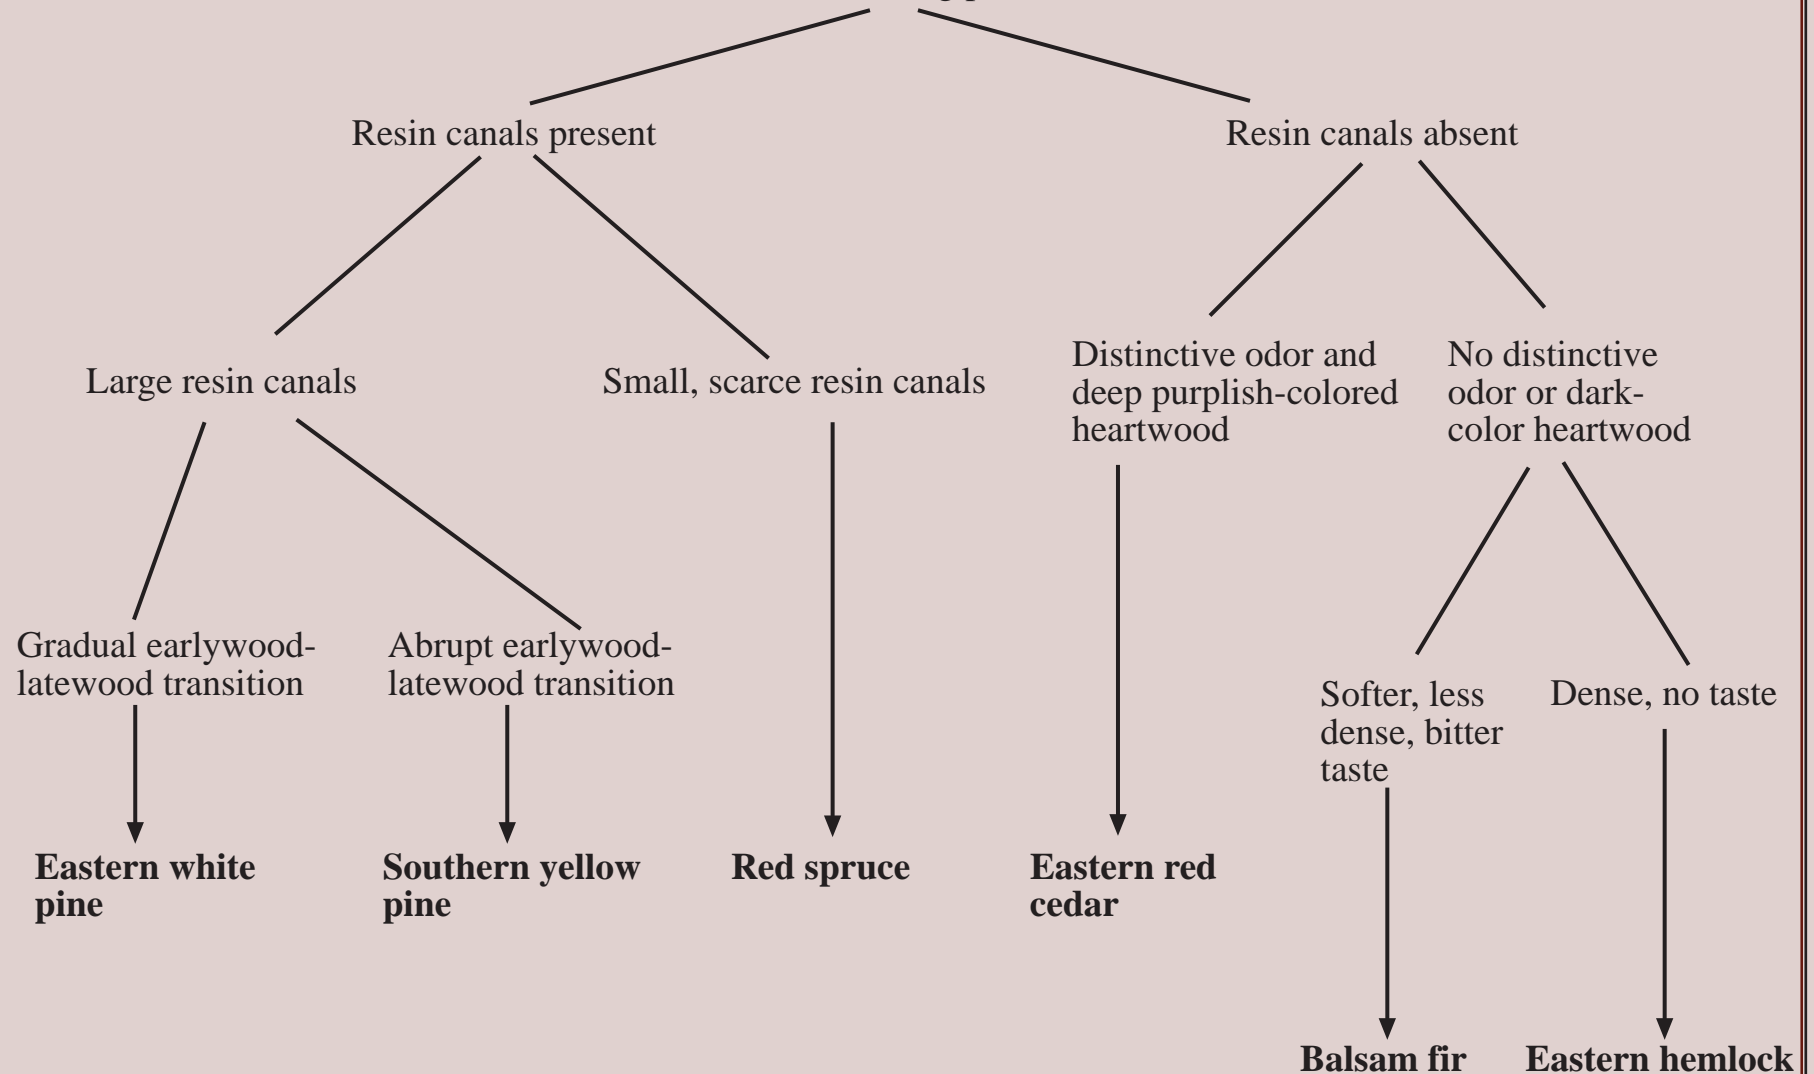 Resin canals present
Resin canals absent
Large resin canals
Small, scarce resin canals
Distinctive odor and
deep purplish-colored
heartwood
No distinctive
odor or dark-
color heartwood
Gradual earlywood-
latewood transition
Abrupt earlywood-
latewood transition
Softer, less
dense, bitter
taste
Dense, no taste
Eastern white
pine
Southern yellow
pine
Red spruce
Eastern red
cedar
Balsam fir
Eastern hemlock